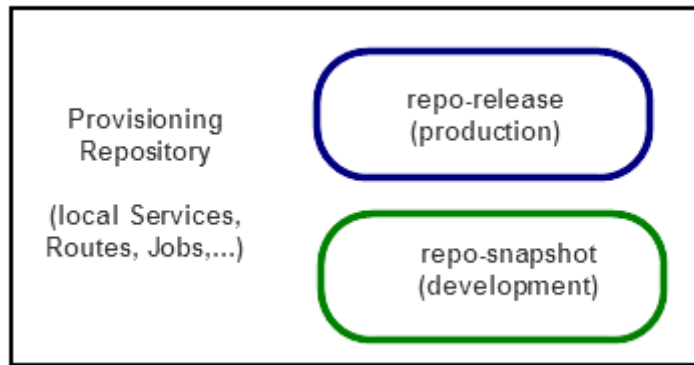 Provisioning
Repository
(local Services,
Routes, Jobs,...)
repo-release
(production)
repo-snapshot
(development)